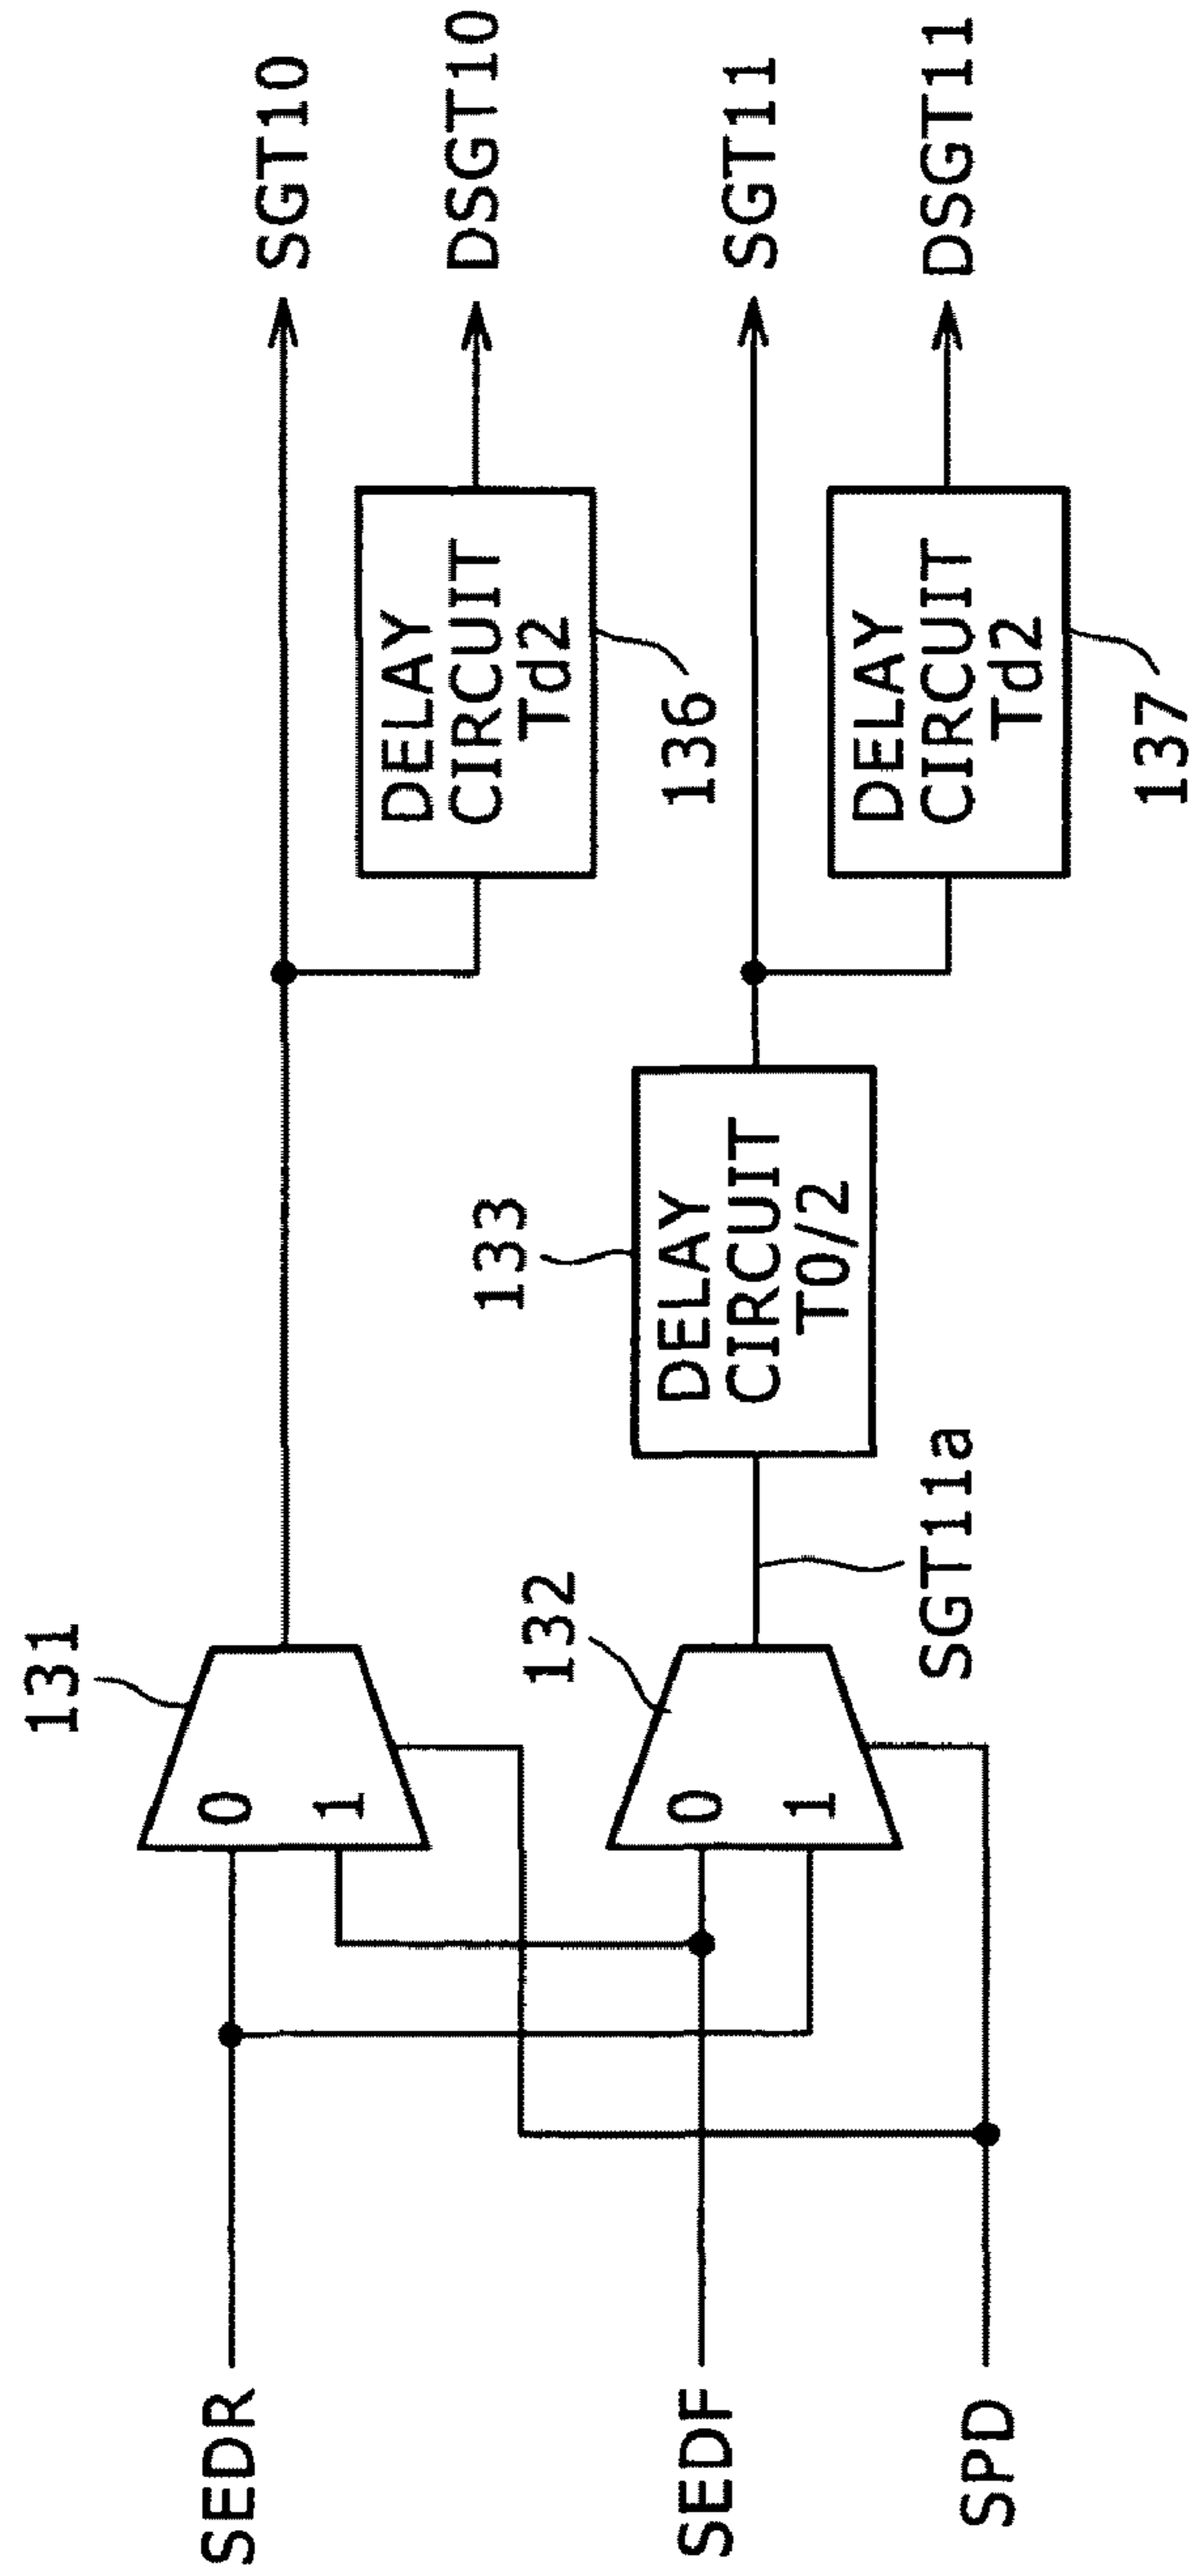 SEDR
SEDF
SPD
131
0
1
132
0
1
SGT11a
133
DELAY
CIRCUIT
T0/2
DELAY
CIRCUIT
Td2
136
DELAY
CIRCUIT
Td2
137
SGT10
DSGT10
SGT11
DSGT11